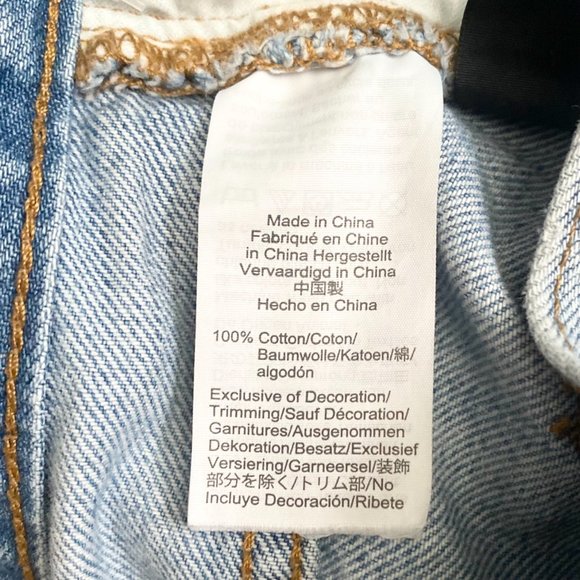 Made in China
Fabriqué en Chine
in China Hergestellt
Vervaardigd in China
中国製
Hecho en China
100% Cotton/Coton/
Baumwolle/Katoen/綿/
algodón
Exclusive of Decoration/
Trimming/Sauf Décoration/
Garnitures/Ausgenommen
Dekoration/Besatz/Exclusief
Versiering/Garneersel/装飾
部分を除く/トリム部/No
Incluye Decoración/Ribete